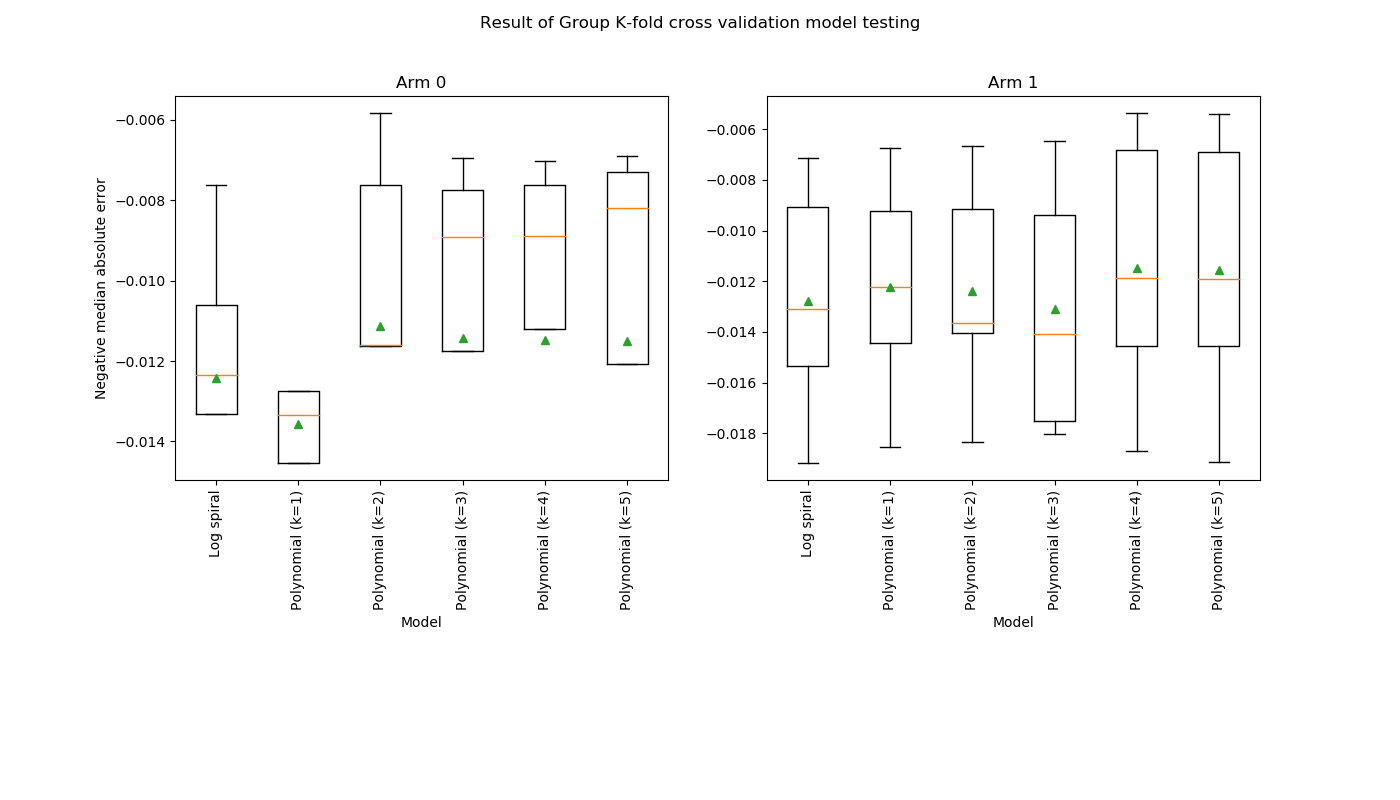 Result of Group K-fold cross validation model testing
Arm 0
Negative median absolute error
−0.006
−0.008
−0.010
−0.012
−0.014
Log spiral
Polynomial (k=1)
Polynomial (k=2)
Polynomial (k=3)
Polynomial (k=4)
Polynomial (k=5)
Model
Arm 1
−0.006
−0.008
−0.010
−0.012
−0.014
−0.016
−0.018
Log spiral
Polynomial (k=1)
Polynomial (k=2)
Polynomial (k=3)
Polynomial (k=4)
Polynomial (k=5)
Model